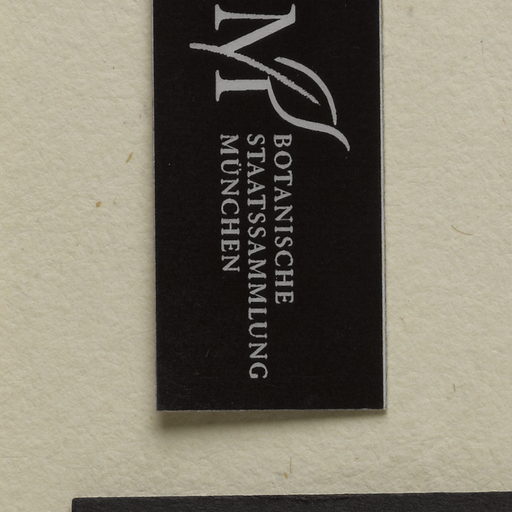 M
BOTANISCHE
STAATSSAMMLUNG
MÜNCHEN